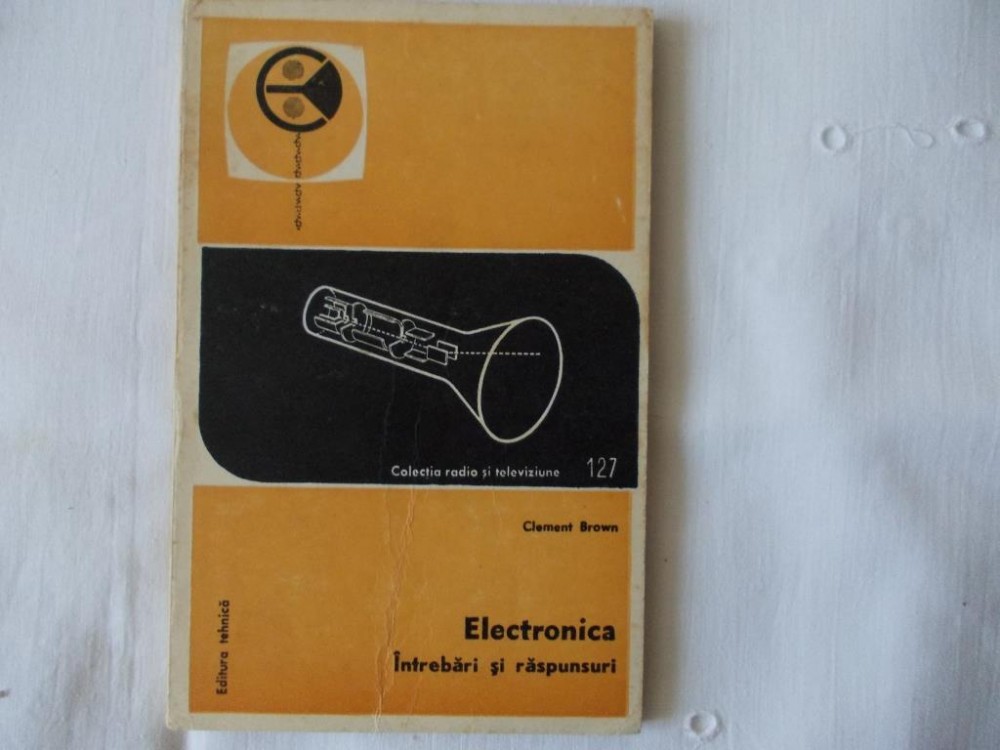 Colecția radio și televiziune 127
Clement Brown
Electronica
Întrebări și răspunsuri
Editura tehnică